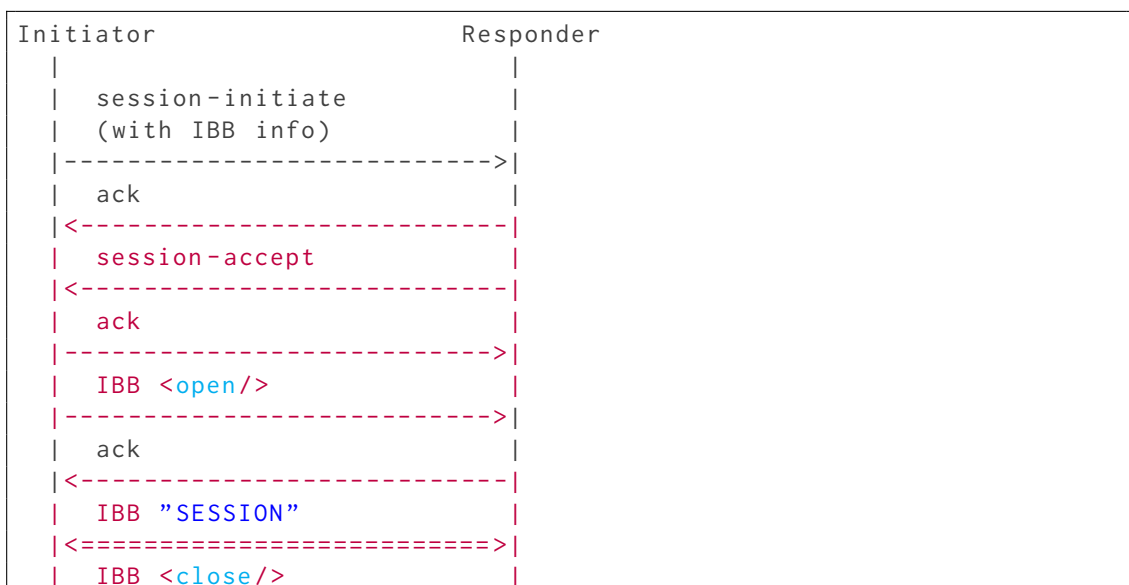 Initiator                   Responder
  |                            |
  |  session-initiate          |
  |  (with IBB info)           |
  |--------------------------->|
  |  ack                       |
  |<---------------------------|
  |  session-accept            |
  |<---------------------------|
  |  ack                       |
  |--------------------------->|
  |  IBB <open/>               |
  |--------------------------->|
  |  ack                       |
  |<---------------------------|
  |  IBB ”SESSION”             |
  |<==========================>|
  |  IBB <close/>              |